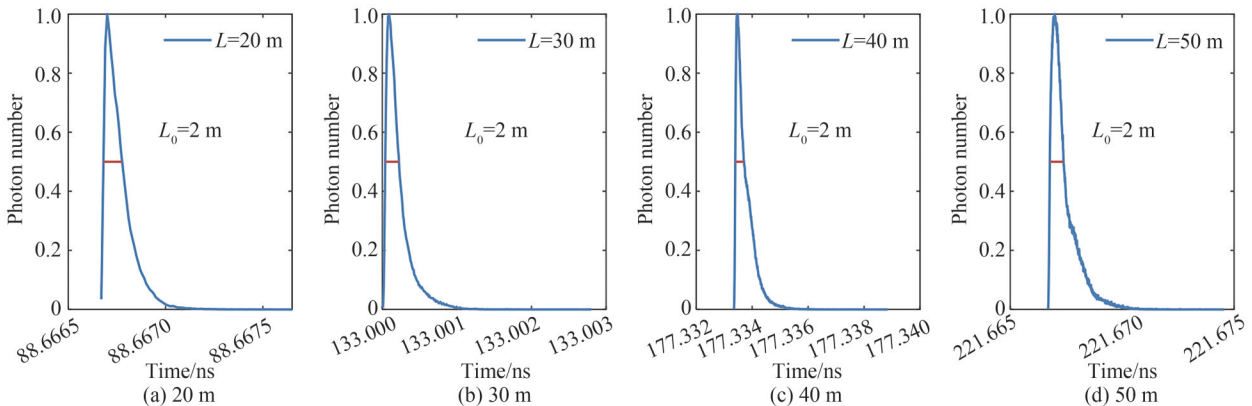 1.0
0.8
0.6
0.4
0.2
0
Photon number
L=20 m
L₀=2 m
88.6665
88.6670
88.6675
Time/ns
(a) 20 m
1.0
0.8
0.6
0.4
0.2
0
Photon number
L=30 m
L₀=2 m
133.000
133.001
133.002
133.003
Time/ns
(b) 30 m
1.0
0.8
0.6
0.4
0.2
0
Photon number
L=40 m
L₀=2 m
177.332
177.334
177.336
177.338
177.340
Time/ns
(c) 40 m
1.0
0.8
0.6
0.4
0.2
0
Photon number
L=50 m
L₀=2 m
221.665
221.670
221.675
Time/ns
(d) 50 m